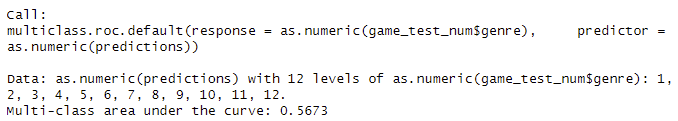 Call:
multiclass.roc.default(response = as.numeric(game_test_num$genre),     predictor =
as.numeric(predictions))
Data: as.numeric(predictions) with 12 levels of as.numeric(game_test_num$genre): 1,
2, 3, 4, 5, 6, 7, 8, 9, 10, 11, 12.
Multi-class area under the curve: 0.5673